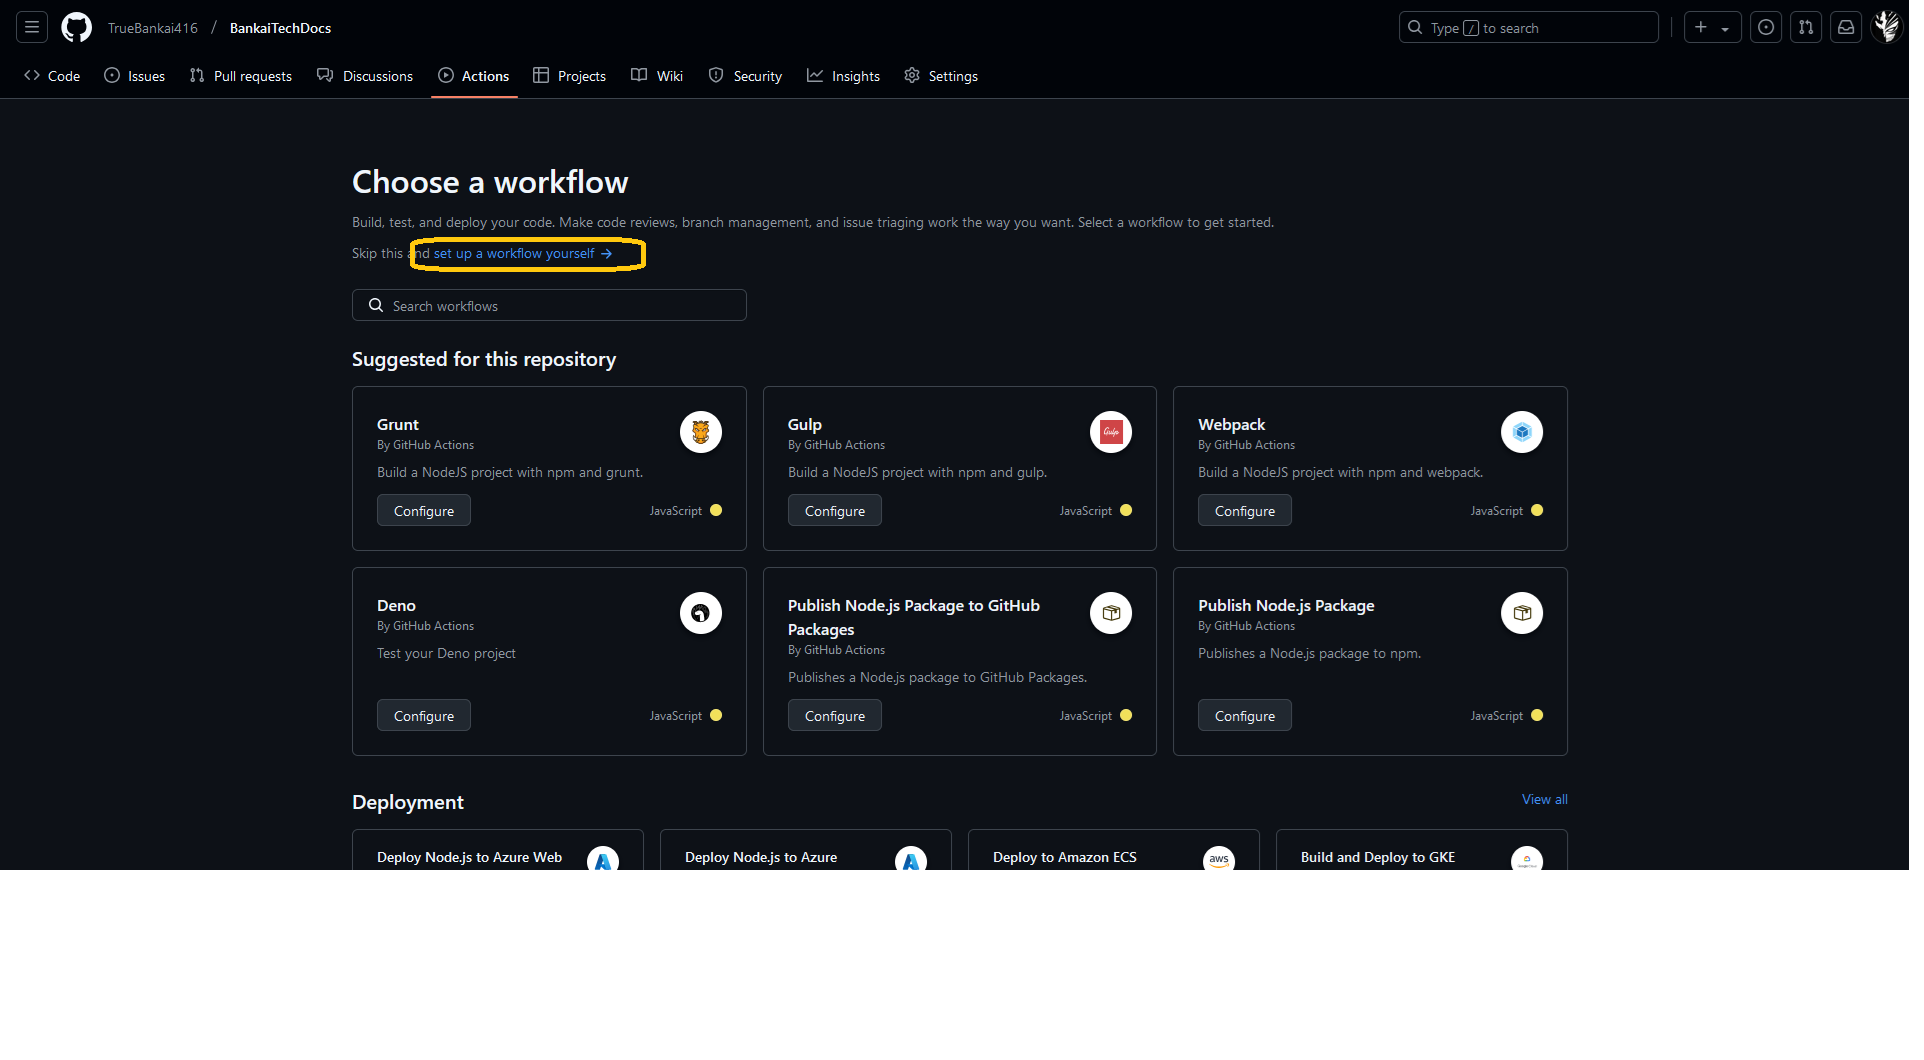 TrueBankai416 / BankaiTechDocs
Type / to search
Code Issues Pull requests Discussions Actions Projects Wiki Security Insights Settings
Choose a workflow
Build, test, and deploy your code. Make code reviews, branch management, and issue triaging work the way you want. Select a workflow to get started.
Skip this and set up a workflow yourself →
Search workflows
Suggested for this repository
Grunt
By GitHub Actions
Build a NodeJS project with npm and grunt.
Configure
JavaScript
Gulp
By GitHub Actions
Build a NodeJS project with npm and gulp.
Configure
JavaScript
Gulp
Webpack
By GitHub Actions
Build a NodeJS project with npm and webpack.
Configure
JavaScript
Deno
By GitHub Actions
Test your Deno project
Configure
JavaScript
Publish Node.js Package to GitHub
Packages
By GitHub Actions
Publishes a Node.js package to GitHub Packages.
Configure
JavaScript
Publish Node.js Package
By GitHub Actions
Publishes a Node.js package to npm.
Configure
JavaScript
Deployment
View all
Deploy Node.js to Azure Web
Deploy Node.js to Azure
Deploy to Amazon ECS
aws
Build and Deploy to GKE